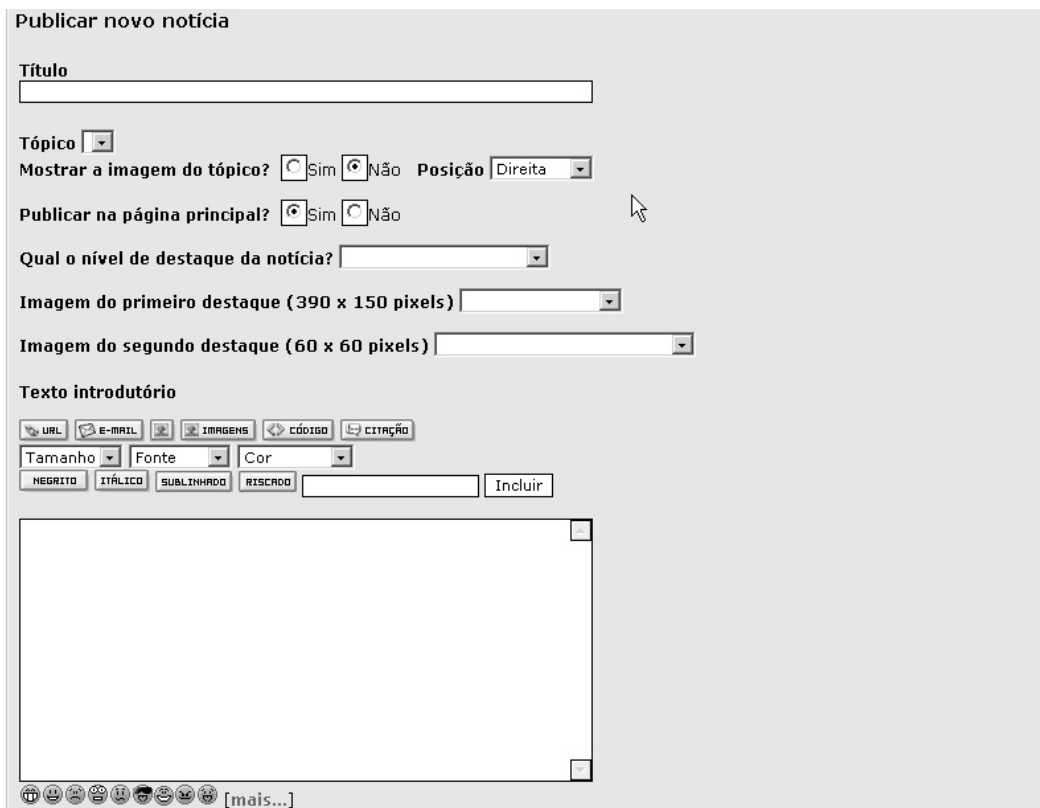 Publicar novo notícia
Título
Tópico
Mostrar a imagem do tópico? Sim Não Posição Direita
Publicar na página principal? Sim Não
Qual o nível de destaque da notícia?
Imagem do primeiro destaque (390 x 150 pixels)
Imagem do segundo destaque (60 x 60 pixels)
Texto introdutório
URL E-MAIL IMAGENS CÓDIGO CITAÇÃO
Tamanho Fonte Cor
NEGRITO ITÁLICO SUBLINHADO RISCADO Incluir
[mais...]